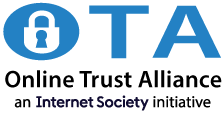 OTA
Online Trust Alliance
an Internet Society initiative